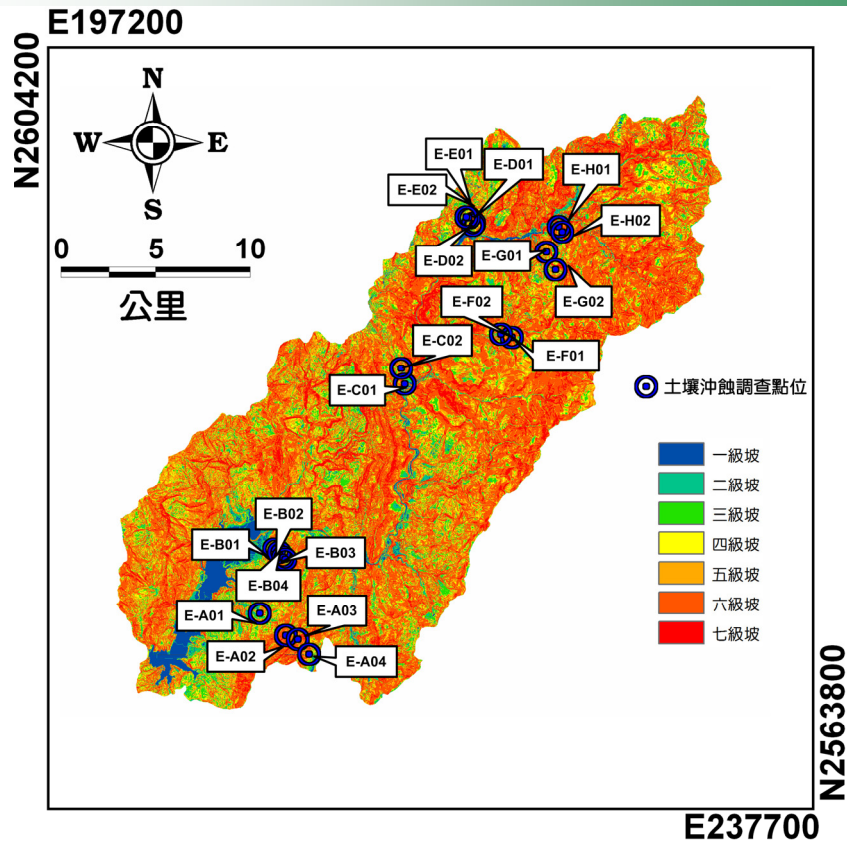 E197200
N2604200
N
W
E
S
0 5 10
公里
E-E01
E-D01
E-E02
E-H01
E-H02
E-D02
E-G01
E-G02
E-F02
E-F01
E-C02
E-C01
土壤沖蝕調查點位
一級坡
二級坡
三級坡
四級坡
五級坡
六級坡
七級坡
E-B02
E-B01
E-B03
E-B04
E-A01
E-A03
E-A02
E-A04
N2563800
E237700